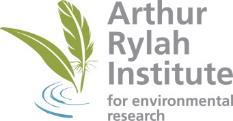 Arthur
Rylah
Institute
for environmental
research